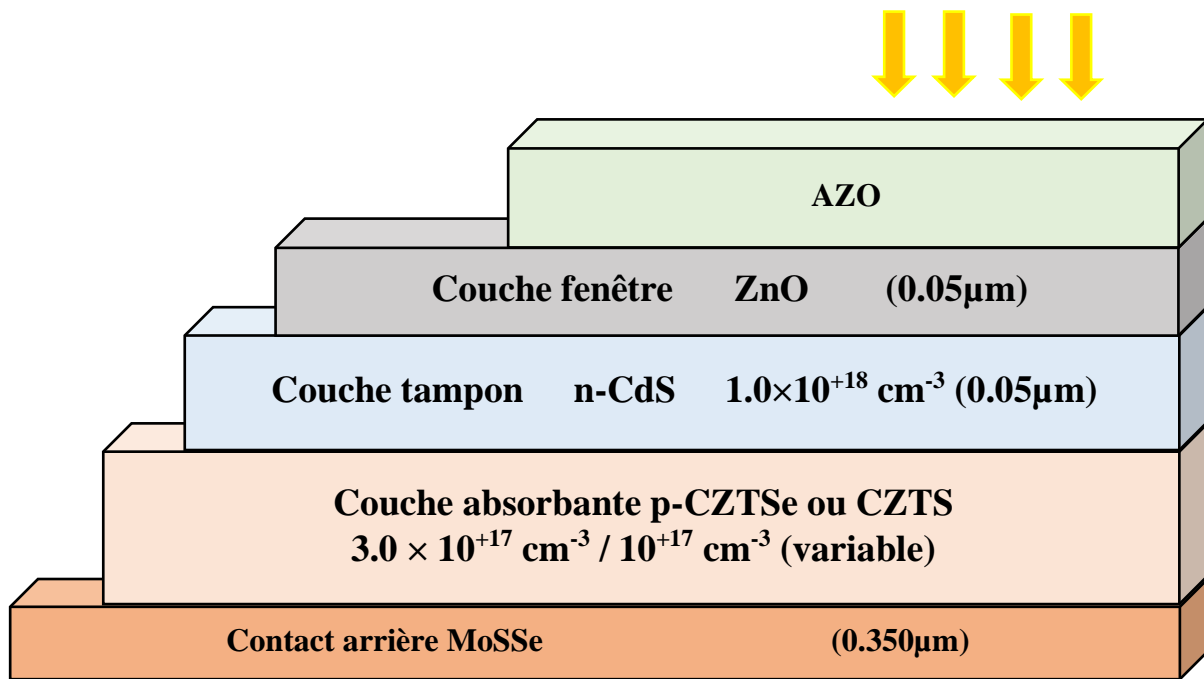 AZO
Couche fenêtre ZnO (0.05µm)
Couche tampon n-CdS 1.0×10⁺¹⁸ cm⁻³ (0.05µm)
Couche absorbante p-CZTSe ou CZTS
3.0 × 10⁺¹⁷ cm⁻³ / 10⁺¹⁷ cm⁻³ (variable)
Contact arrière MoSSe (0.350µm)